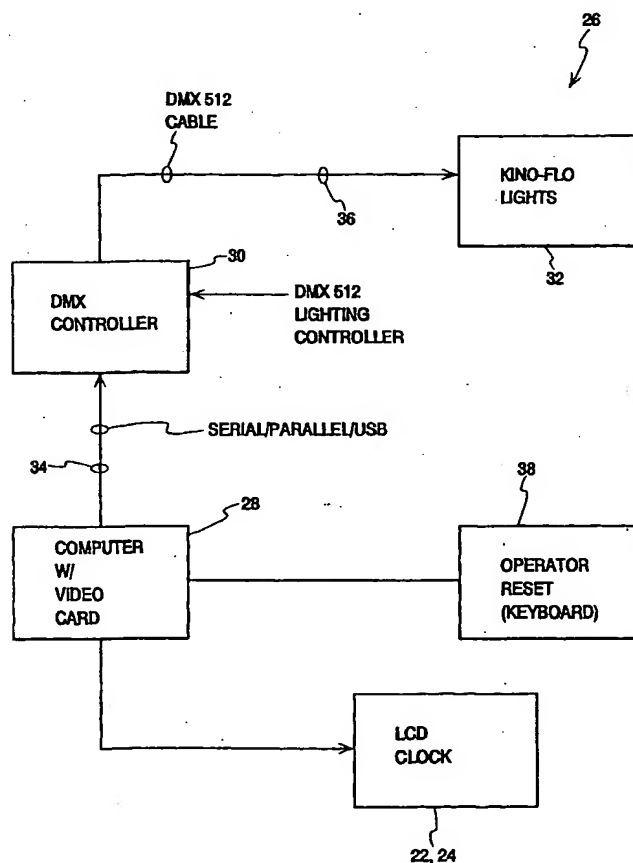 26
DMX 512
CABLE
KINO-FLO
LIGHTS
36
30
32
DMX
CONTROLLER
DMX 512
LIGHTING
CONTROLLER
SERIAL/PARALLEL/USB
34
28
38
COMPUTER
W/
VIDEO
CARD
OPERATOR
RESET
(KEYBOARD)
LCD
CLOCK
22, 24